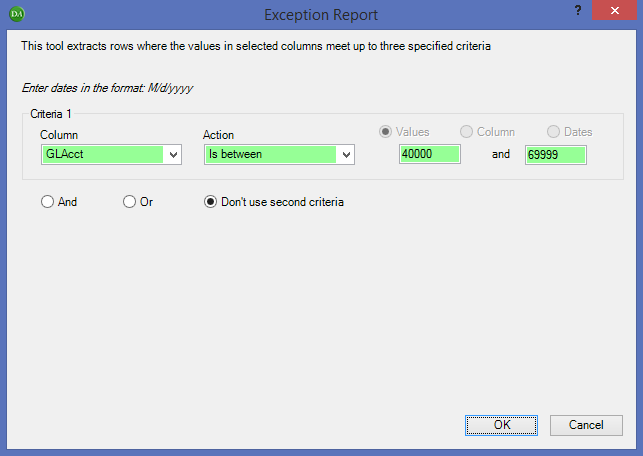 DA Exception Report ? ×
This tool extracts rows where the values in selected columns meet up to three specified criteria
Enter dates in the format: M/d/yyyy
Criteria 1
Column Action Values Column Dates
GLAcct Is between 40000 and 69999
And Or Don't use second criteria
OK Cancel